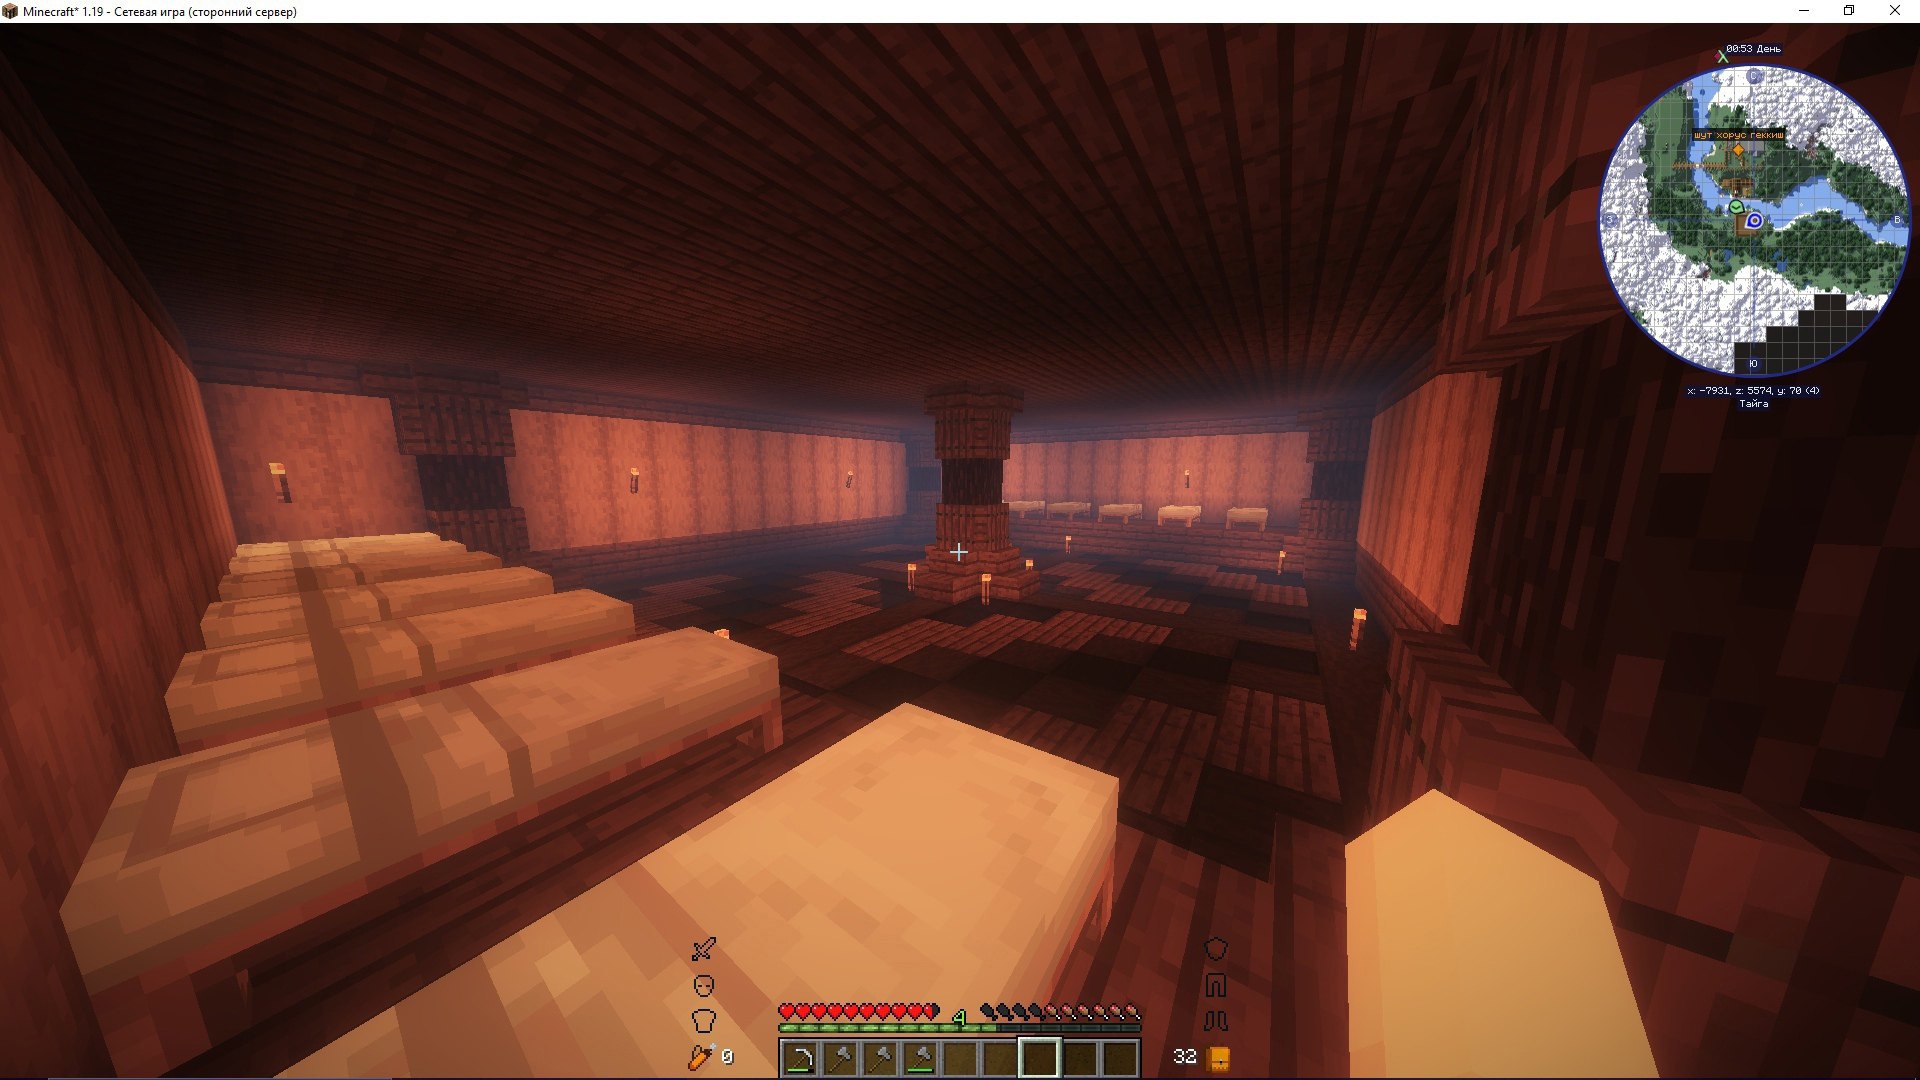 Minecraft* 1.19 - Сетевая игра (сторонний сервер)
00:53 День
С
шут хорус геккиш
З
В
Ю
x: -7931, z: 5574, y: 70 (4)
Тайга
4
0
32